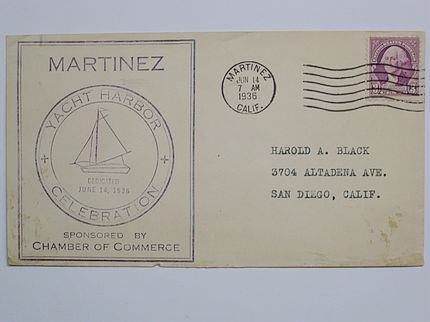 MARTINEZ
YACHT HARBOR
DEDICATED
JUNE 14, 1936
CELEBRATION
SPONSORED BY
CHAMBER OF COMMERCE
MARTINEZ
JUN 14
7 AM
1936
CALIF.
HAROLD A. BLACK
3704 ALTADENA AVE.
SAN DIEGO, CALIF.